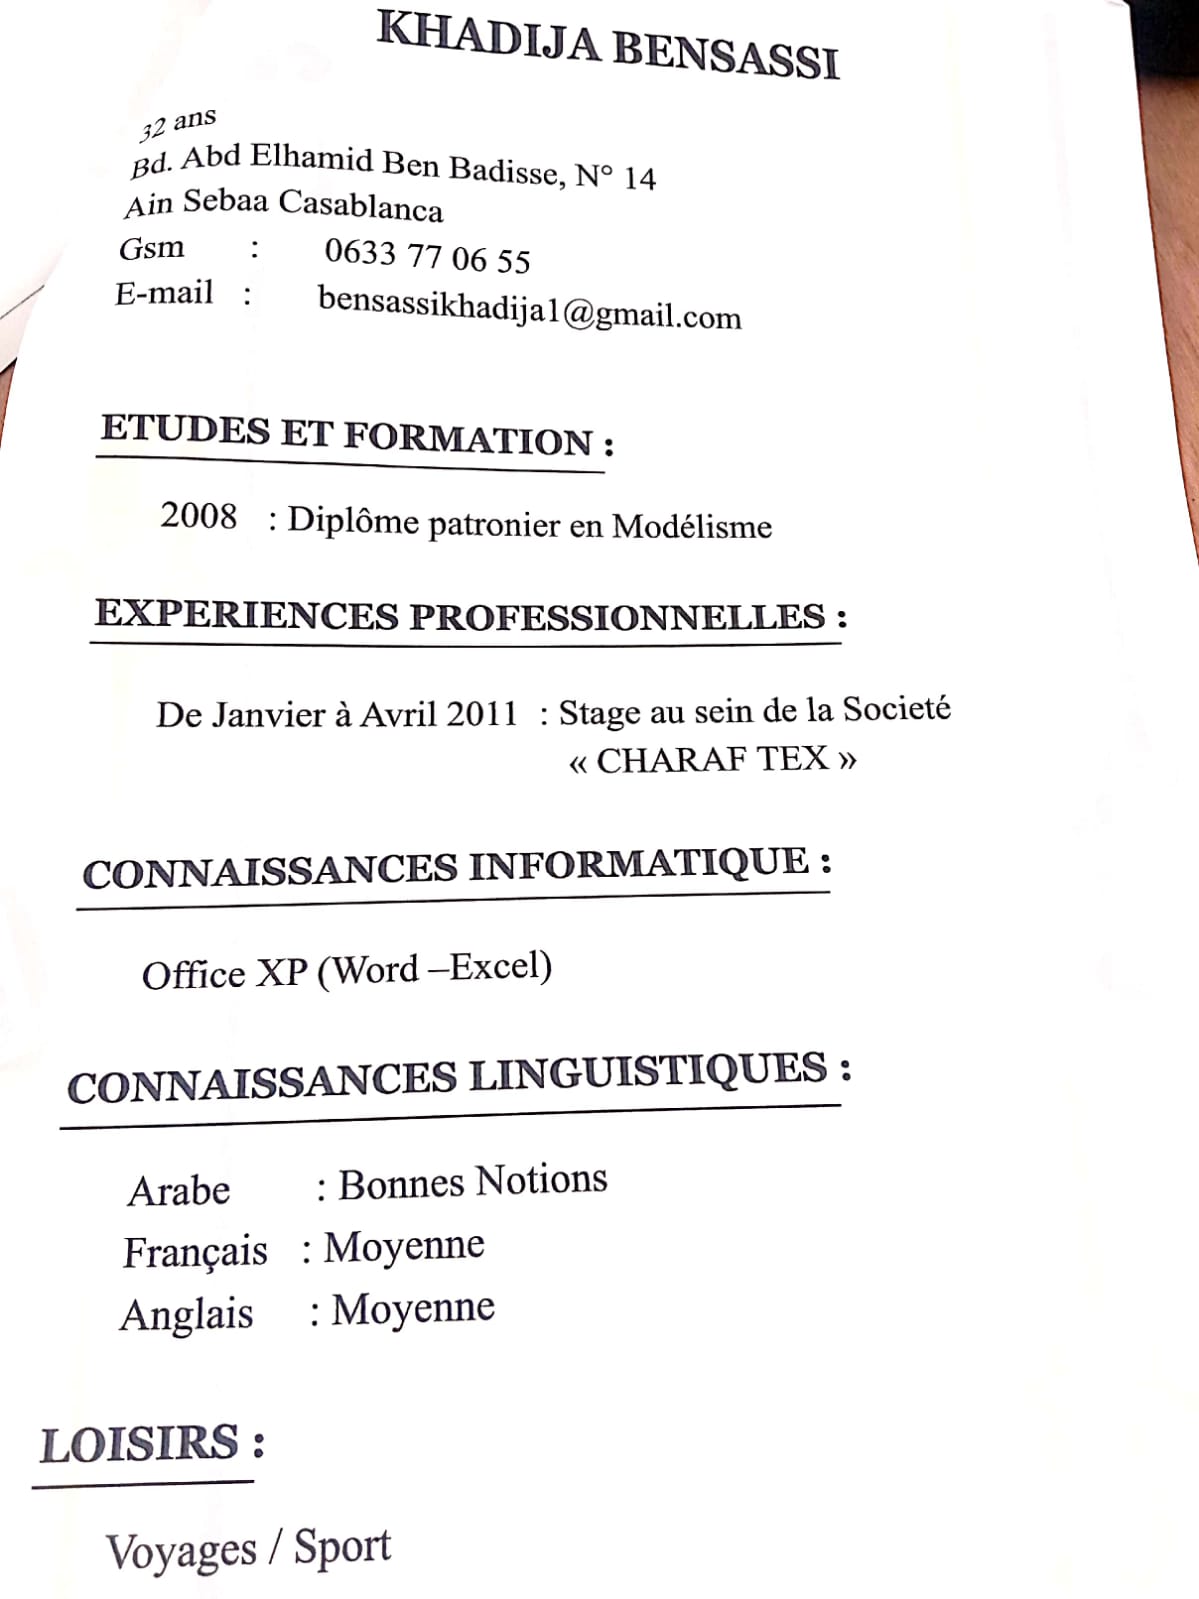 KHADIJA BENSASSI
32 ans
Bd. Abd Elhamid Ben Badisse, N° 14
Ain Sebaa Casablanca
Gsm : 0633 77 06 55
E-mail : bensassikhadija1@gmail.com
ETUDES ET FORMATION :
2008 : Diplôme patronier en Modélisme
EXPERIENCES PROFESSIONNELLES :
De Janvier à Avril 2011 : Stage au sein de la Societé
« CHARAF TEX »
CONNAISSANCES INFORMATIQUE :
Office XP (Word –Excel)
CONNAISSANCES LINGUISTIQUES :
Arabe : Bonnes Notions
Français : Moyenne
Anglais : Moyenne
LOISIRS :
Voyages / Sport